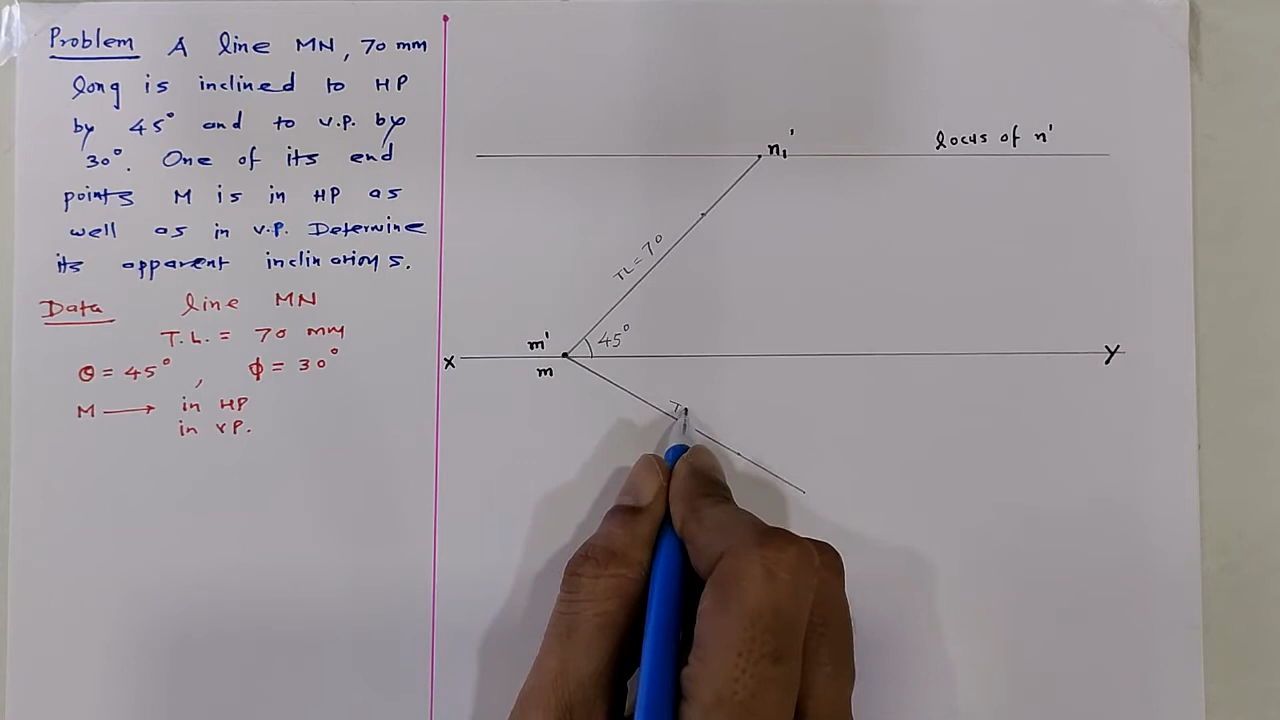 Problem A line MN, 70 mm
long is inclined to HP
by 45° and to V.P. by
30°. One of its end
points M is in HP as
well as in V.P. Determine
its apparent inclinations.
Data line MN
T.L. = 70 mm
θ = 45°, φ = 30°
M → in HP
in VP.
locus of n'
n₁'
TL = 70
45°
m'
X Y
m
T